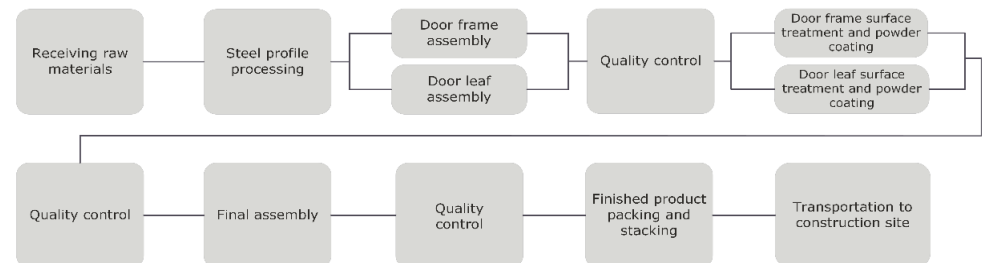 Receiving raw
materials
Steel profile
processing
Door frame
assembly
Door leaf
assembly
Quality control
Door frame surface
treatment and powder
coating
Door leaf surface
treatment and powder
coating
Quality control
Final assembly
Quality
control
Finished product
packing and
stacking
Transportation to
construction site